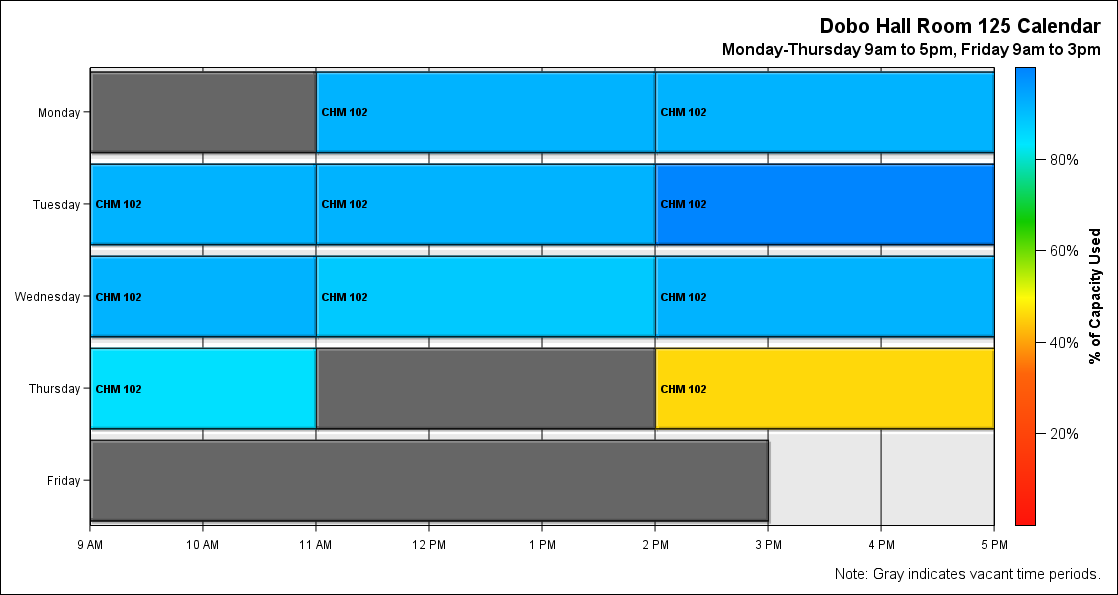 Dobo Hall Room 125 Calendar
Monday-Thursday 9am to 5pm, Friday 9am to 3pm
Monday
CHM 102
CHM 102
Tuesday
CHM 102
CHM 102
CHM 102
Wednesday
CHM 102
CHM 102
CHM 102
Thursday
CHM 102
CHM 102
Friday
9 AM
10 AM
11 AM
12 PM
1 PM
2 PM
3 PM
4 PM
5 PM
80%
60%
40%
20%
% of Capacity Used
Note: Gray indicates vacant time periods.